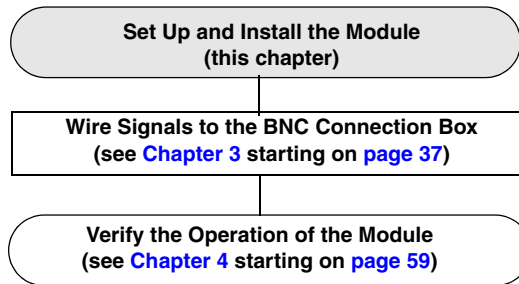 Set Up and Install the Module
(this chapter)
Wire Signals to the BNC Connection Box
(see Chapter 3 starting on page 37)
Verify the Operation of the Module
(see Chapter 4 starting on page 59)